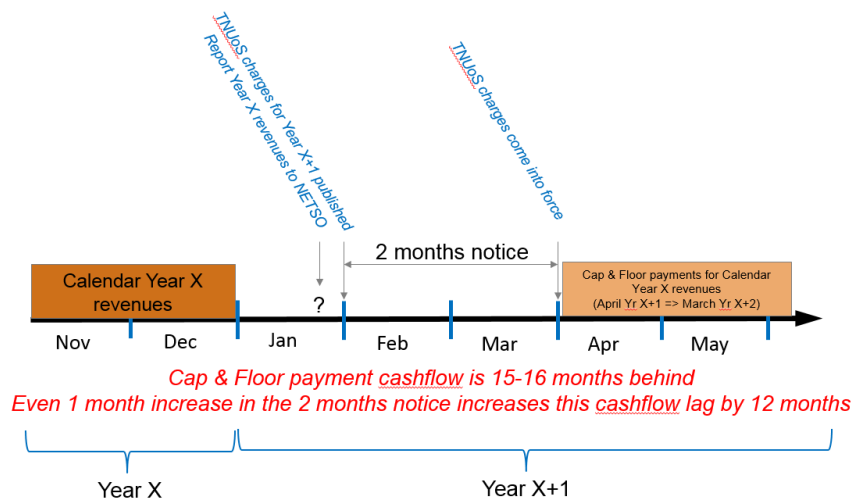 TNUoS charges for Year X+1 published
Report Year X revenues to NETSO
TNUoS charges come into force
2 months notice
Calendar Year X
revenues
?
Cap & Floor payments for Calendar
Year X revenues
(April Yr X+1 => March Yr X+2)
Nov
Dec
Jan
Feb
Mar
Apr
May
Cap & Floor payment cashflow is 15-16 months behind
Even 1 month increase in the 2 months notice increases this cashflow lag by 12 months
Year X
Year X+1